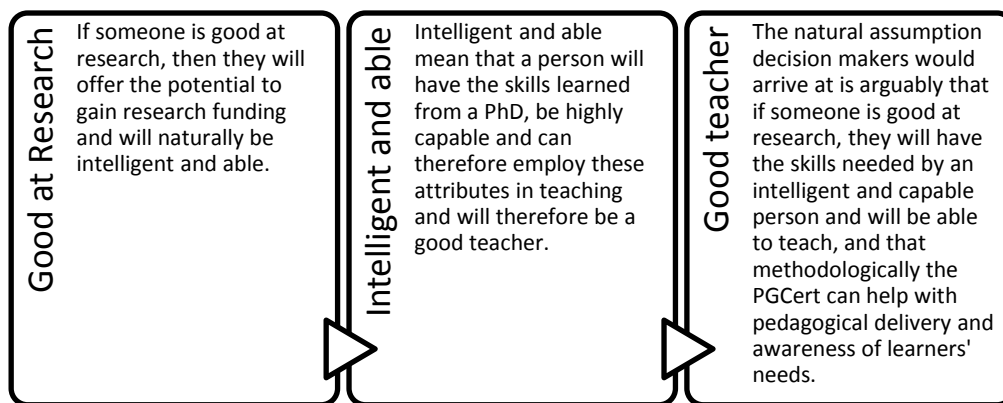 Good at Research
If someone is good at
research, then they will
offer the potential to
gain research funding
and will naturally be
intelligent and able.
Intelligent and able
Intelligent and able
mean that a person will
have the skills learned
from a PhD, be highly
capable and can
therefore employ these
attributes in teaching
and will therefore be a
good teacher.
Good teacher
The natural assumption
decision makers would
arrive at is arguably that
if someone is good at
research, they will have
the skills needed by an
intelligent and capable
person and will be able
to teach, and that
methodologically the
PGCert can help with
pedagogical delivery and
awareness of learners'
needs.